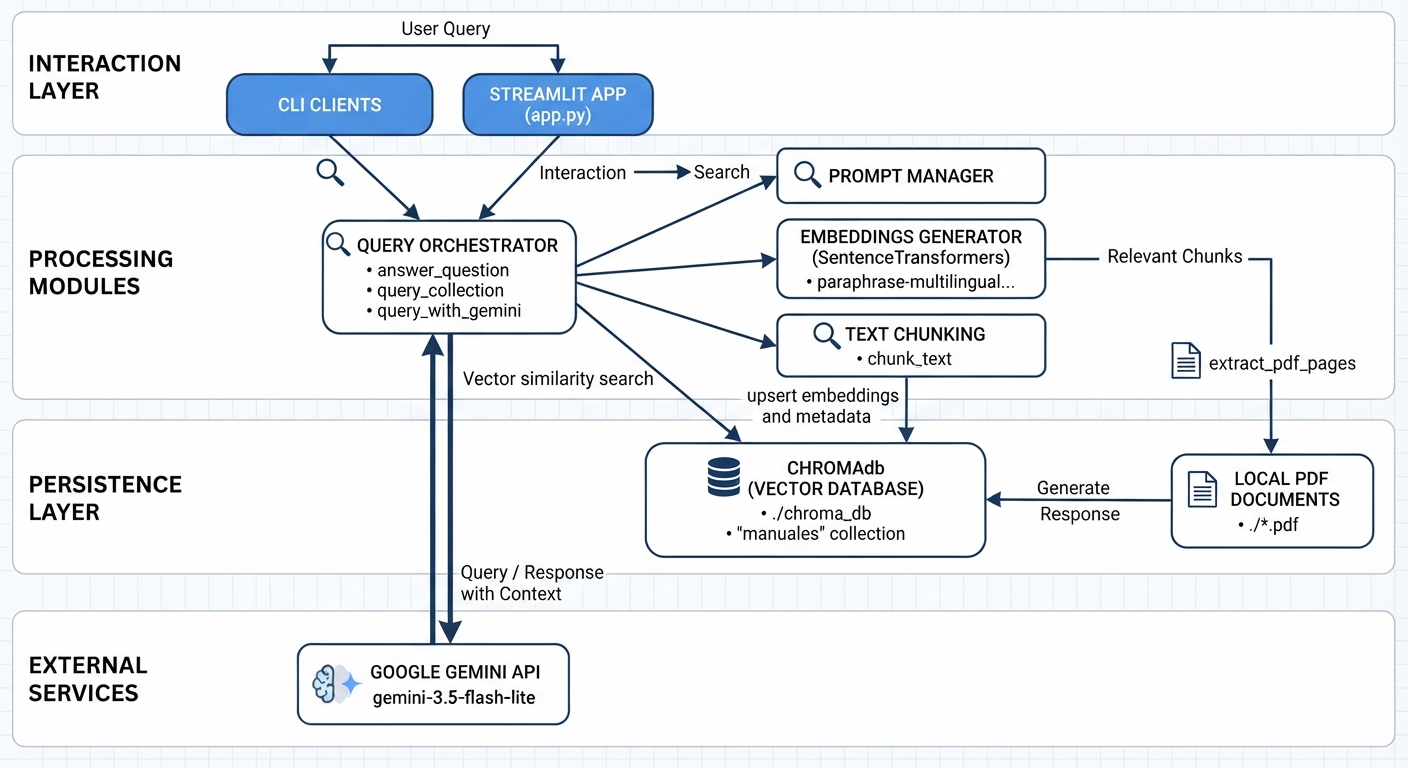 User Query
INTERACTION
LAYER
CLI CLIENTS
STREAMLIT APP
(app.py)
Interaction
Search
PROMPT MANAGER
PROCESSING
MODULES
QUERY ORCHESTRATOR
• answer_question
• query_collection
• query_with_gemini
EMBEDDINGS GENERATOR
(SentenceTransformers)
• paraphrase-multilingual...
Relevant Chunks
TEXT CHUNKING
• chunk_text
extract_pdf_pages
Vector similarity search
upsert embeddings
and metadata
PERSISTENCE
LAYER
CHROMAdb
(VECTOR DATABASE)
• ./chroma_db
• "manuales" collection
Generate
Response
LOCAL PDF
DOCUMENTS
• ./*.pdf
Query / Response
with Context
EXTERNAL
SERVICES
GOOGLE GEMINI API
gemini-3.5-flash-lite